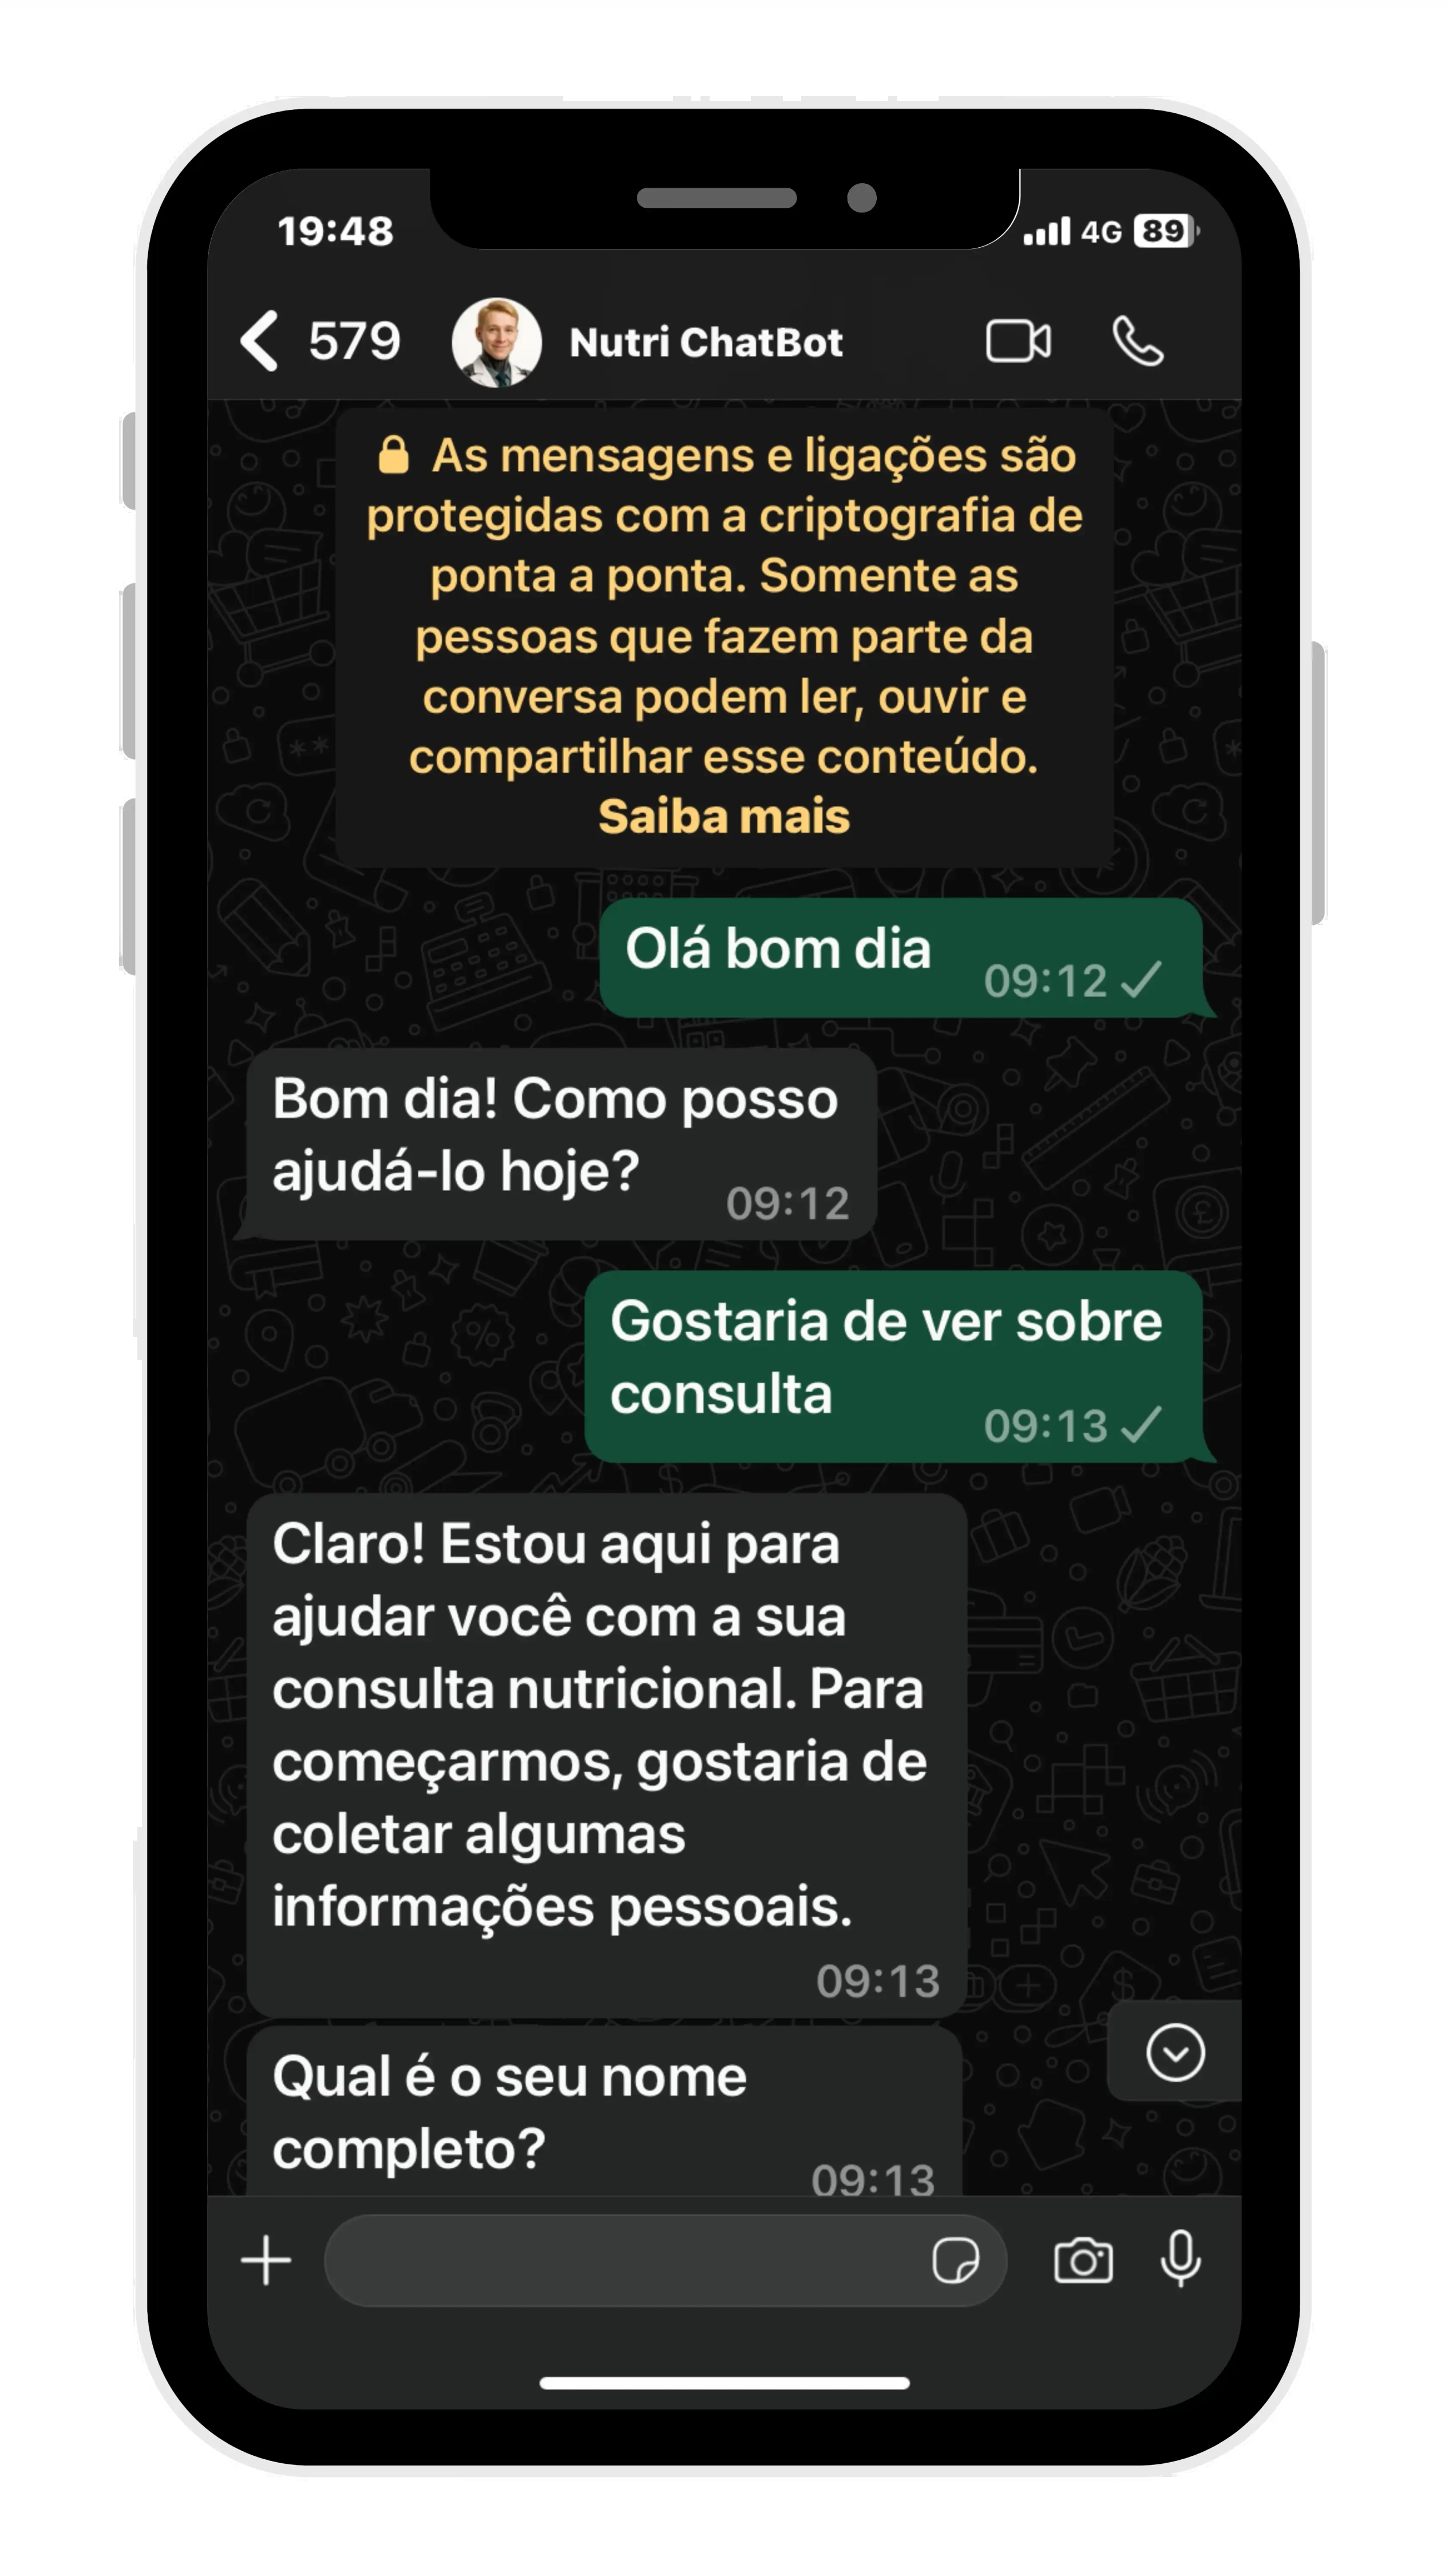 19:48
4G 89
579 Nutri ChatBot
As mensagens e ligações são
protegidas com a criptografia de
ponta a ponta. Somente as
pessoas que fazem parte da
conversa podem ler, ouvir e
compartilhar esse conteúdo.
Saiba mais
Olá bom dia
09:12
Bom dia! Como posso
ajudá-lo hoje?
09:12
Gostaria de ver sobre
consulta
09:13
Claro! Estou aqui para
ajudar você com a sua
consulta nutricional. Para
começarmos, gostaria de
coletar algumas
informações pessoais.
09:13
Qual é o seu nome
completo?
09:13